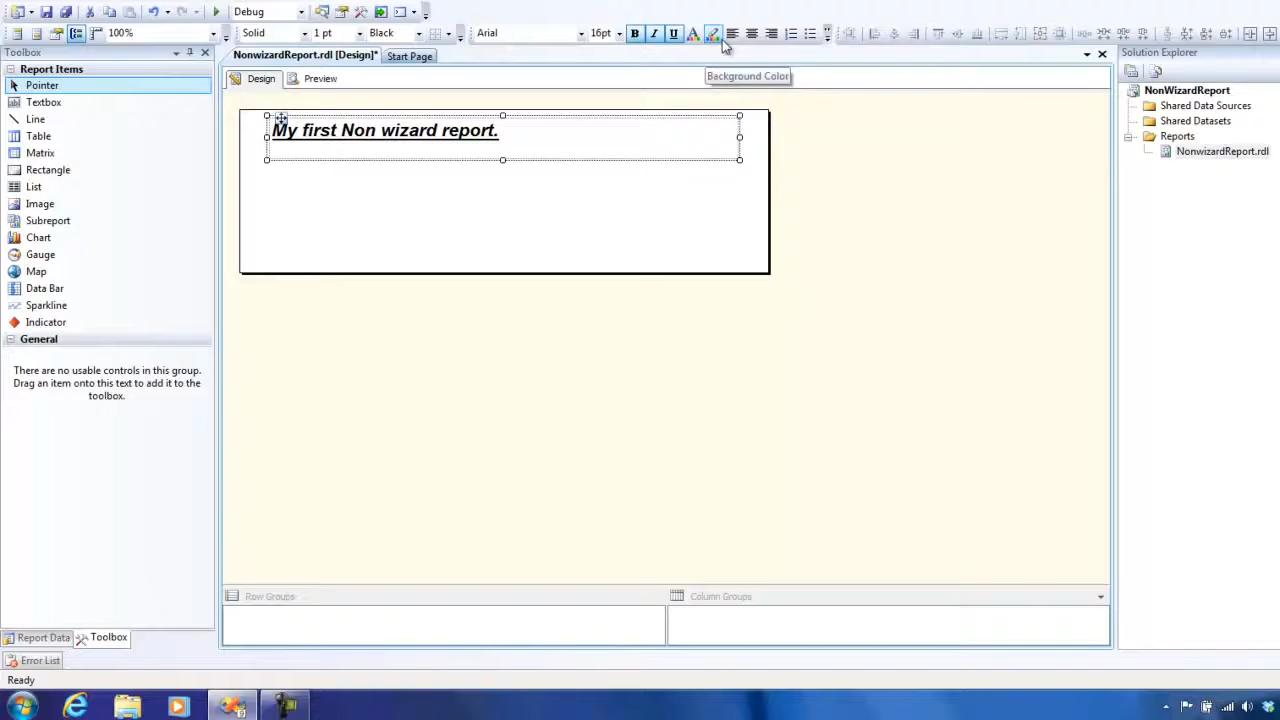 Debug
100%
Solid
1 pt
Black
Arial
16pt
B
I
U
Toolbox
NonwizardReport.rdl [Design]*
Start Page
Solution Explorer
Background Color
Report Items
Pointer
Textbox
Line
Table
Matrix
Rectangle
List
Image
Subreport
Chart
Gauge
Map
Data Bar
Sparkline
Indicator
General
There are no usable controls in this group.
Drag an item onto this text to add it to the
toolbox.
Design
Preview
My first Non wizard report.
NonWizardReport
Shared Data Sources
Shared Datasets
Reports
NonwizardReport.rdl
Row Groups
Column Groups
Report Data
Toolbox
Error List
Ready